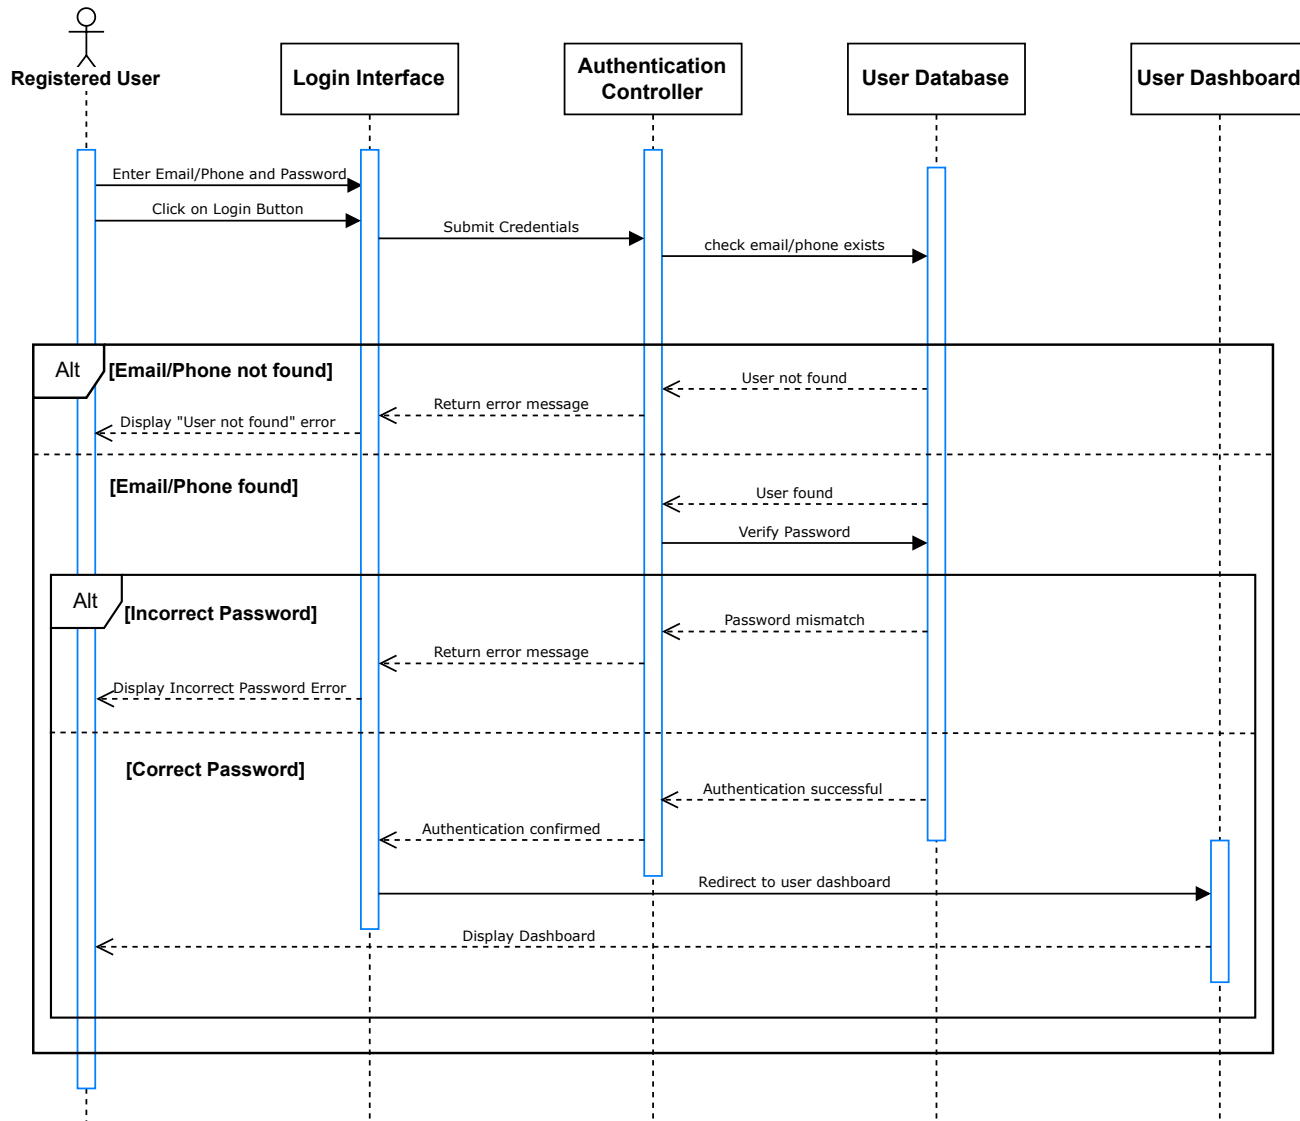 Registered User
Login Interface
Authentication
Controller
User Database
User Dashboard
Enter Email/Phone and Password
Click on Login Button
Submit Credentials
check email/phone exists
Alt
[Email/Phone not found]
User not found
Return error message
Display "User not found" error
[Email/Phone found]
User found
Verify Password
Alt
[Incorrect Password]
Password mismatch
Return error message
Display Incorrect Password Error
[Correct Password]
Authentication successful
Authentication confirmed
Redirect to user dashboard
Display Dashboard